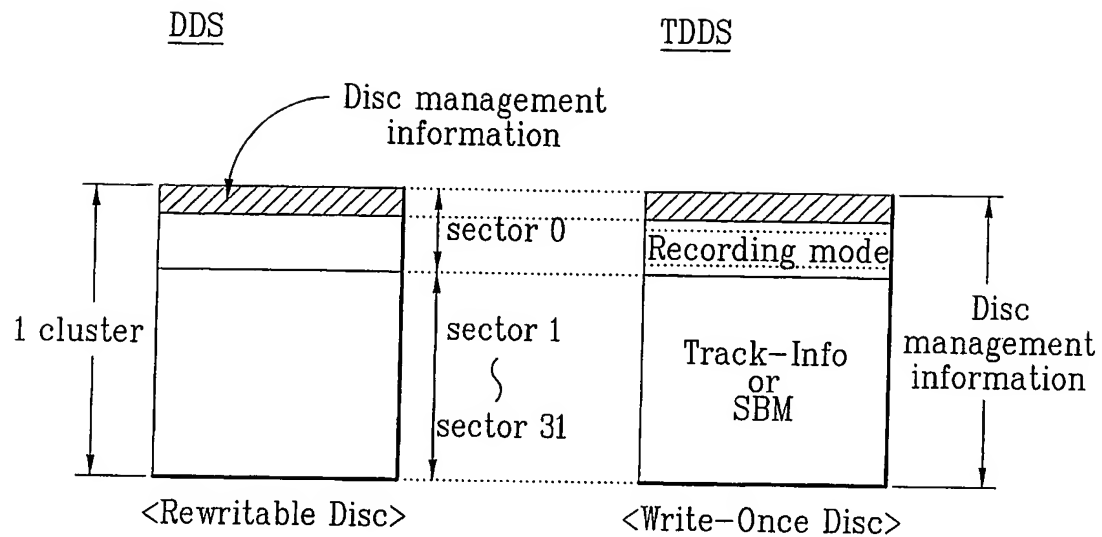 DDS
TDDS
Disc management
information
sector 0
Recording mode
1 cluster
sector 1
sector 31
Track-Info
or
SBM
Disc
management
information
<Rewritable Disc>
<Write-Once Disc>